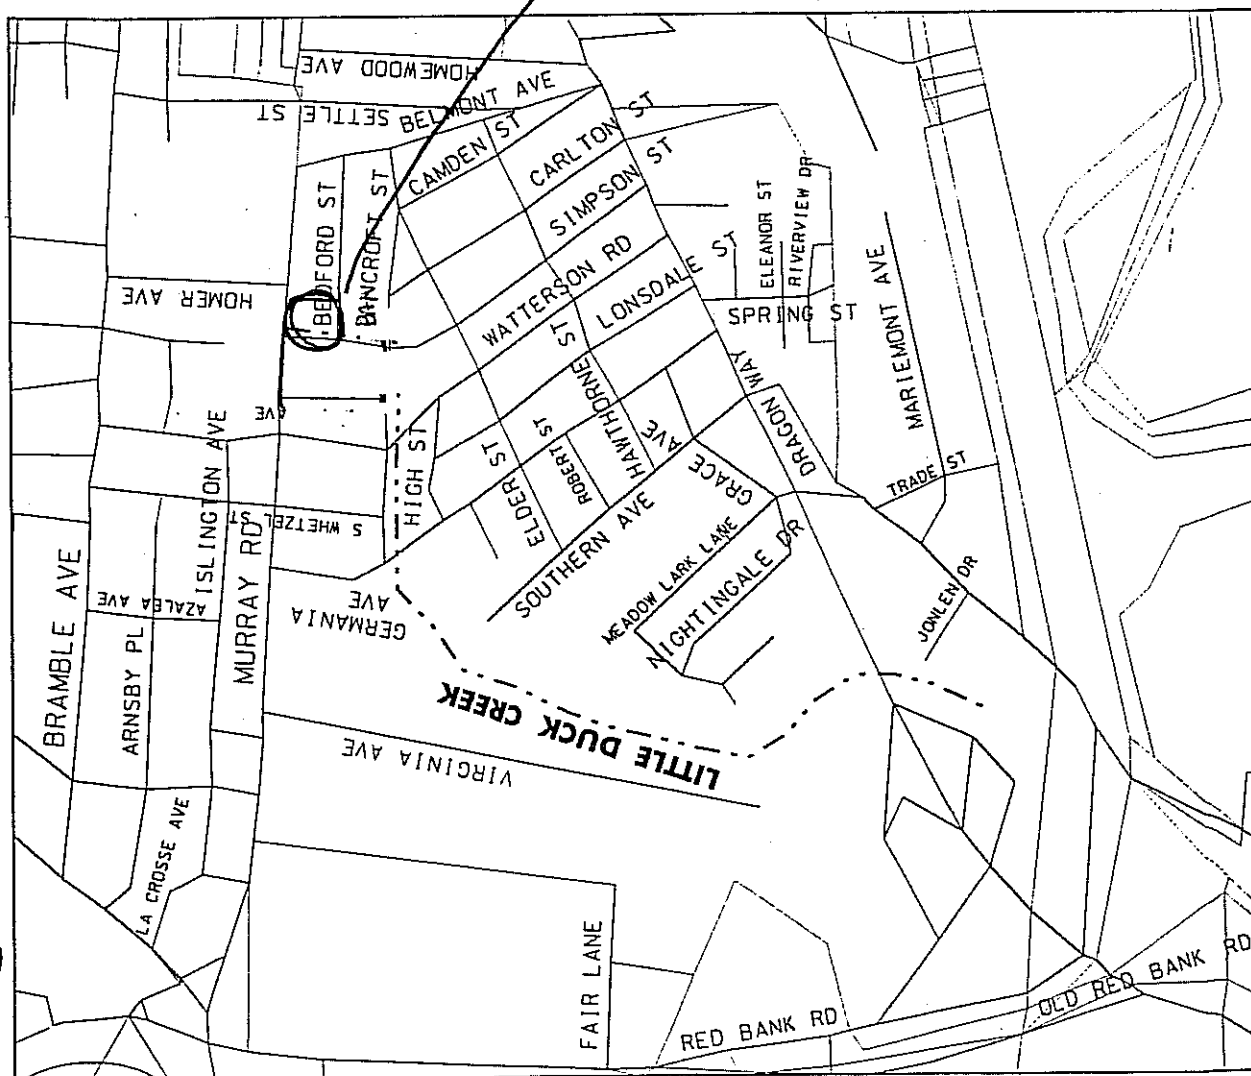 HOMEWOOD AVE
SETTLE ST
BELMONT AVE
CAMDEN ST
CARLTON ST
SIMPSON ST
BEDFORD ST
BANCROFT ST
WATTERSON RD
LONSDALE ST
ELEANOR ST
RIVERVIEW DR
SPRING ST
MARIEMONT AVE
HOMER AVE
AVE
ISLINGTON AVE
HIGH ST
ELDER ST
ROBERT ST
HAWTHORNE ST
GRACE AVE
DRAGON WAY
TRADE ST
S WHETZEL ST
MURRAY RD
BRAMBLE AVE
AZALEA AVE
ARNSBY PL
GERMANIA AVE
SOUTHERN AVE
MEADOW LARK LANE
NIGHTINGALE DR
JONLEN DR
LITTLE DUCK CREEK
VIRGINIA AVE
LA CROSSE AVE
FAIR LANE
RED BANK RD
OLD RED BANK RD